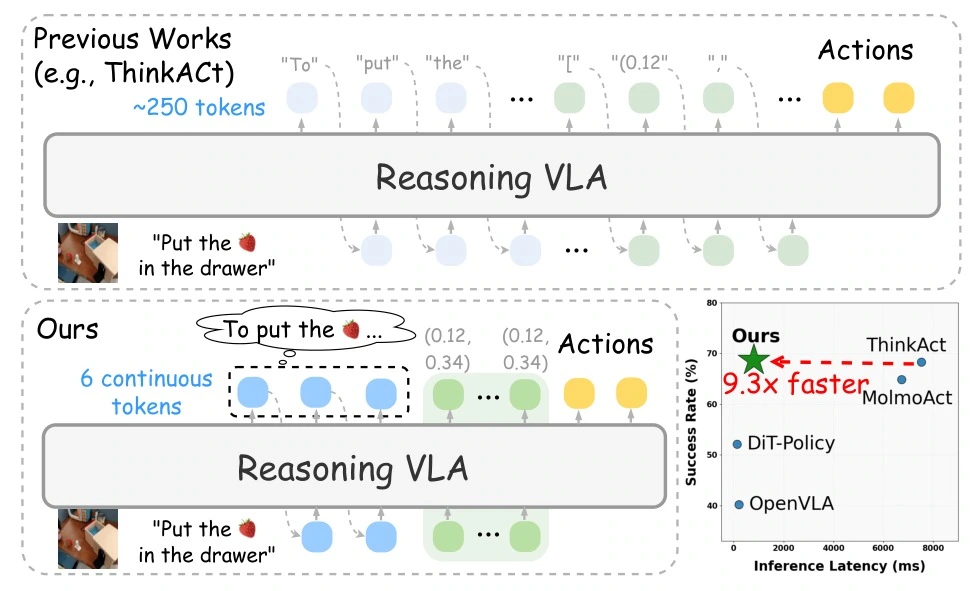 Previous Works
(e.g., ThinkACt)
~250 tokens
"To"
"put"
"the"
...
"["
"(0.12"
","
...
Actions
Reasoning VLA
"Put the 🍓
in the drawer"
...
Ours
To put the 🍓 ...
6 continuous
tokens
(0.12,
0.34)
(0.12,
0.34)
...
Actions
Reasoning VLA
"Put the 🍓
in the drawer"
...
80
70
60
50
40
Success Rate (%)
Ours
ThinkAct
9.3x faster
MolmoAct
DiT-Policy
OpenVLA
0
2000
4000
6000
8000
Inference Latency (ms)